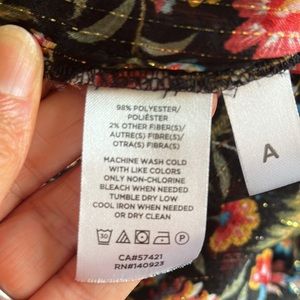 98% POLYESTER/
POLIÉSTER
2% OTHER FIBER(S)/
AUTRE(S) FIBRE(S)/
OTRA(S) FIBRA(S)
MACHINE WASH COLD
WITH LIKE COLORS
ONLY NON-CHLORINE
BLEACH WHEN NEEDED
TUMBLE DRY LOW
COOL IRON WHEN NEEDED
OR DRY CLEAN
30 P
CA#57421
RN#140923
A